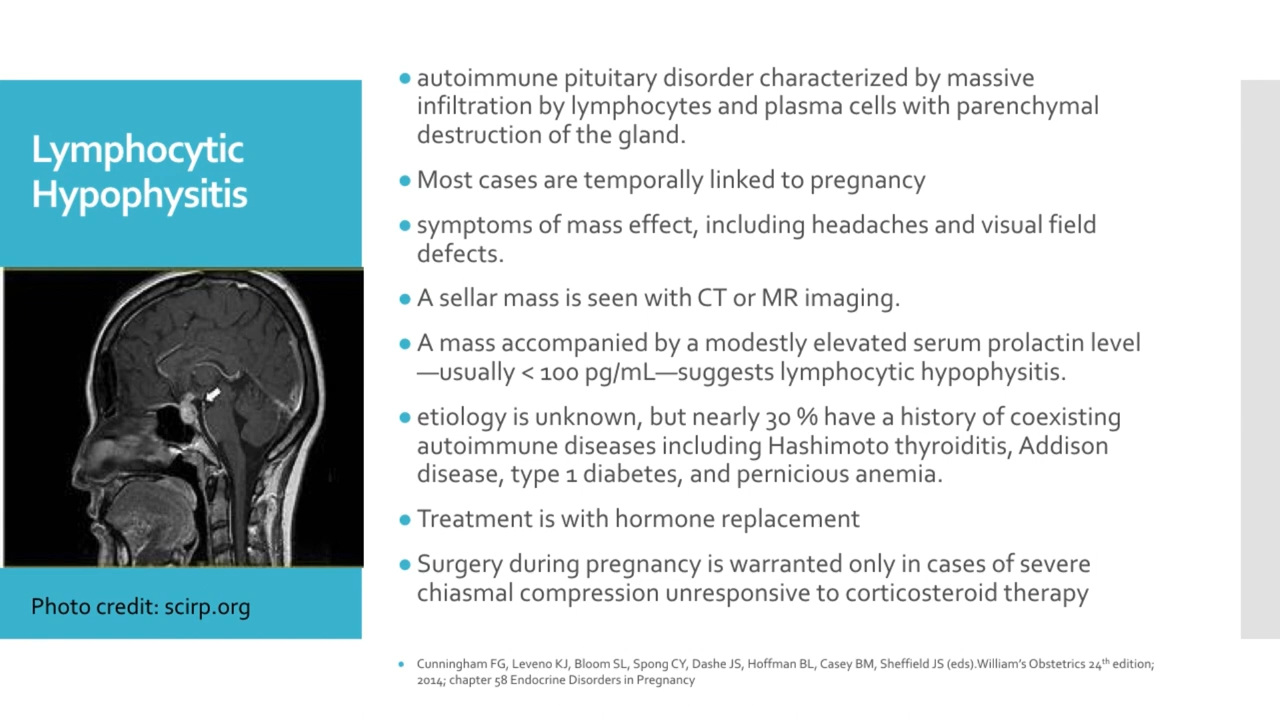 Lymphocytic
Hypophysitis
Photo credit: scirp.org
● autoimmune pituitary disorder characterized by massive
infiltration by lymphocytes and plasma cells with parenchymal
destruction of the gland.
● Most cases are temporally linked to pregnancy
● symptoms of mass effect, including headaches and visual field
defects.
● A sellar mass is seen with CT or MR imaging.
● A mass accompanied by a modestly elevated serum prolactin level
—usually < 100 pg/mL—suggests lymphocytic hypophysitis.
● etiology is unknown, but nearly 30 % have a history of coexisting
autoimmune diseases including Hashimoto thyroiditis, Addison
disease, type 1 diabetes, and pernicious anemia.
● Treatment is with hormone replacement
● Surgery during pregnancy is warranted only in cases of severe
chiasmal compression unresponsive to corticosteroid therapy
● Cunningham FG, Leveno KJ, Bloom SL, Spong CY, Dashe JS, Hoffman BL, Casey BM, Sheffield JS (eds).William’s Obstetrics 24th edition;
2014; chapter 58 Endocrine Disorders in Pregnancy